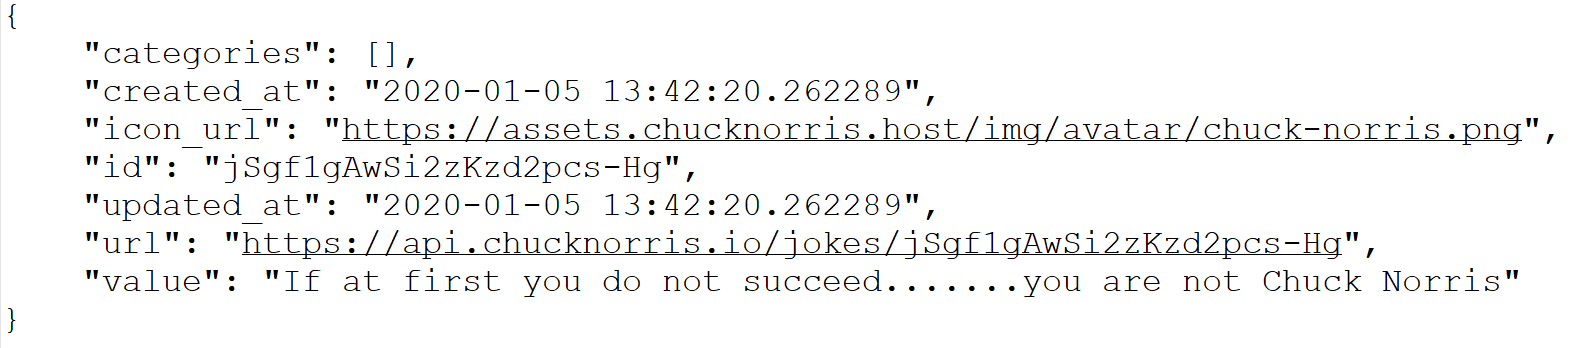 {
    "categories": [],
    "created_at": "2020-01-05 13:42:20.262289",
    "icon_url": "https://assets.chucknorris.host/img/avatar/chuck-norris.png",
    "id": "jSgf1gAwSi2zKzd2pcs-Hg",
    "updated_at": "2020-01-05 13:42:20.262289",
    "url": "https://api.chucknorris.io/jokes/jSgf1gAwSi2zKzd2pcs-Hg",
    "value": "If at first you do not succeed.......you are not Chuck Norris"
}